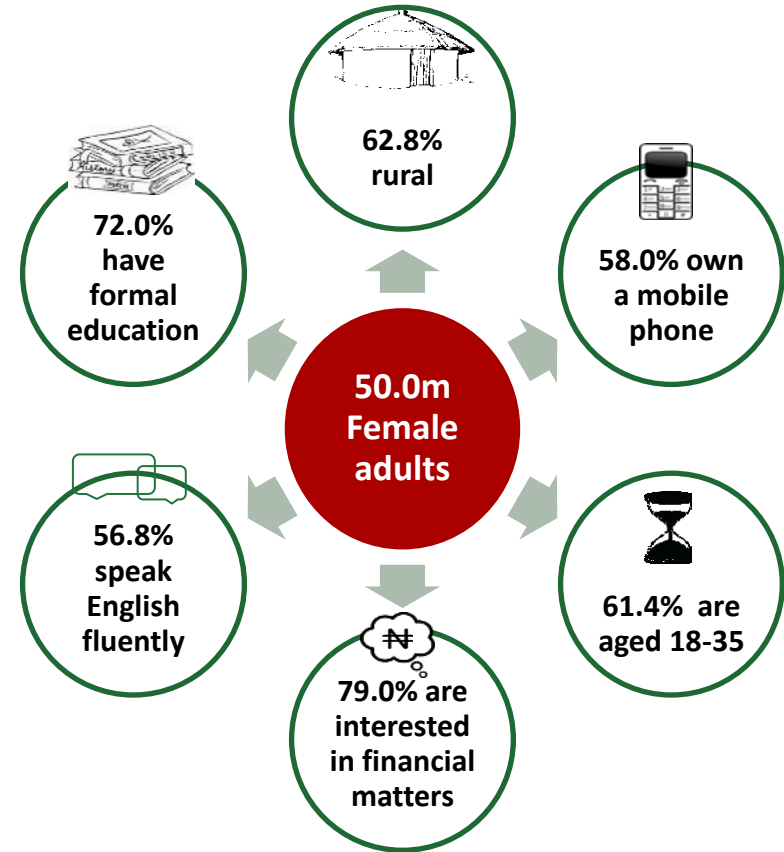 62.8%
rural
72.0%
have
formal
education
58.0% own
a mobile
phone
50.0m
Female
adults
56.8%
speak
English
fluently
61.4% are
aged 18-35
₦
79.0% are
interested
in financial
matters